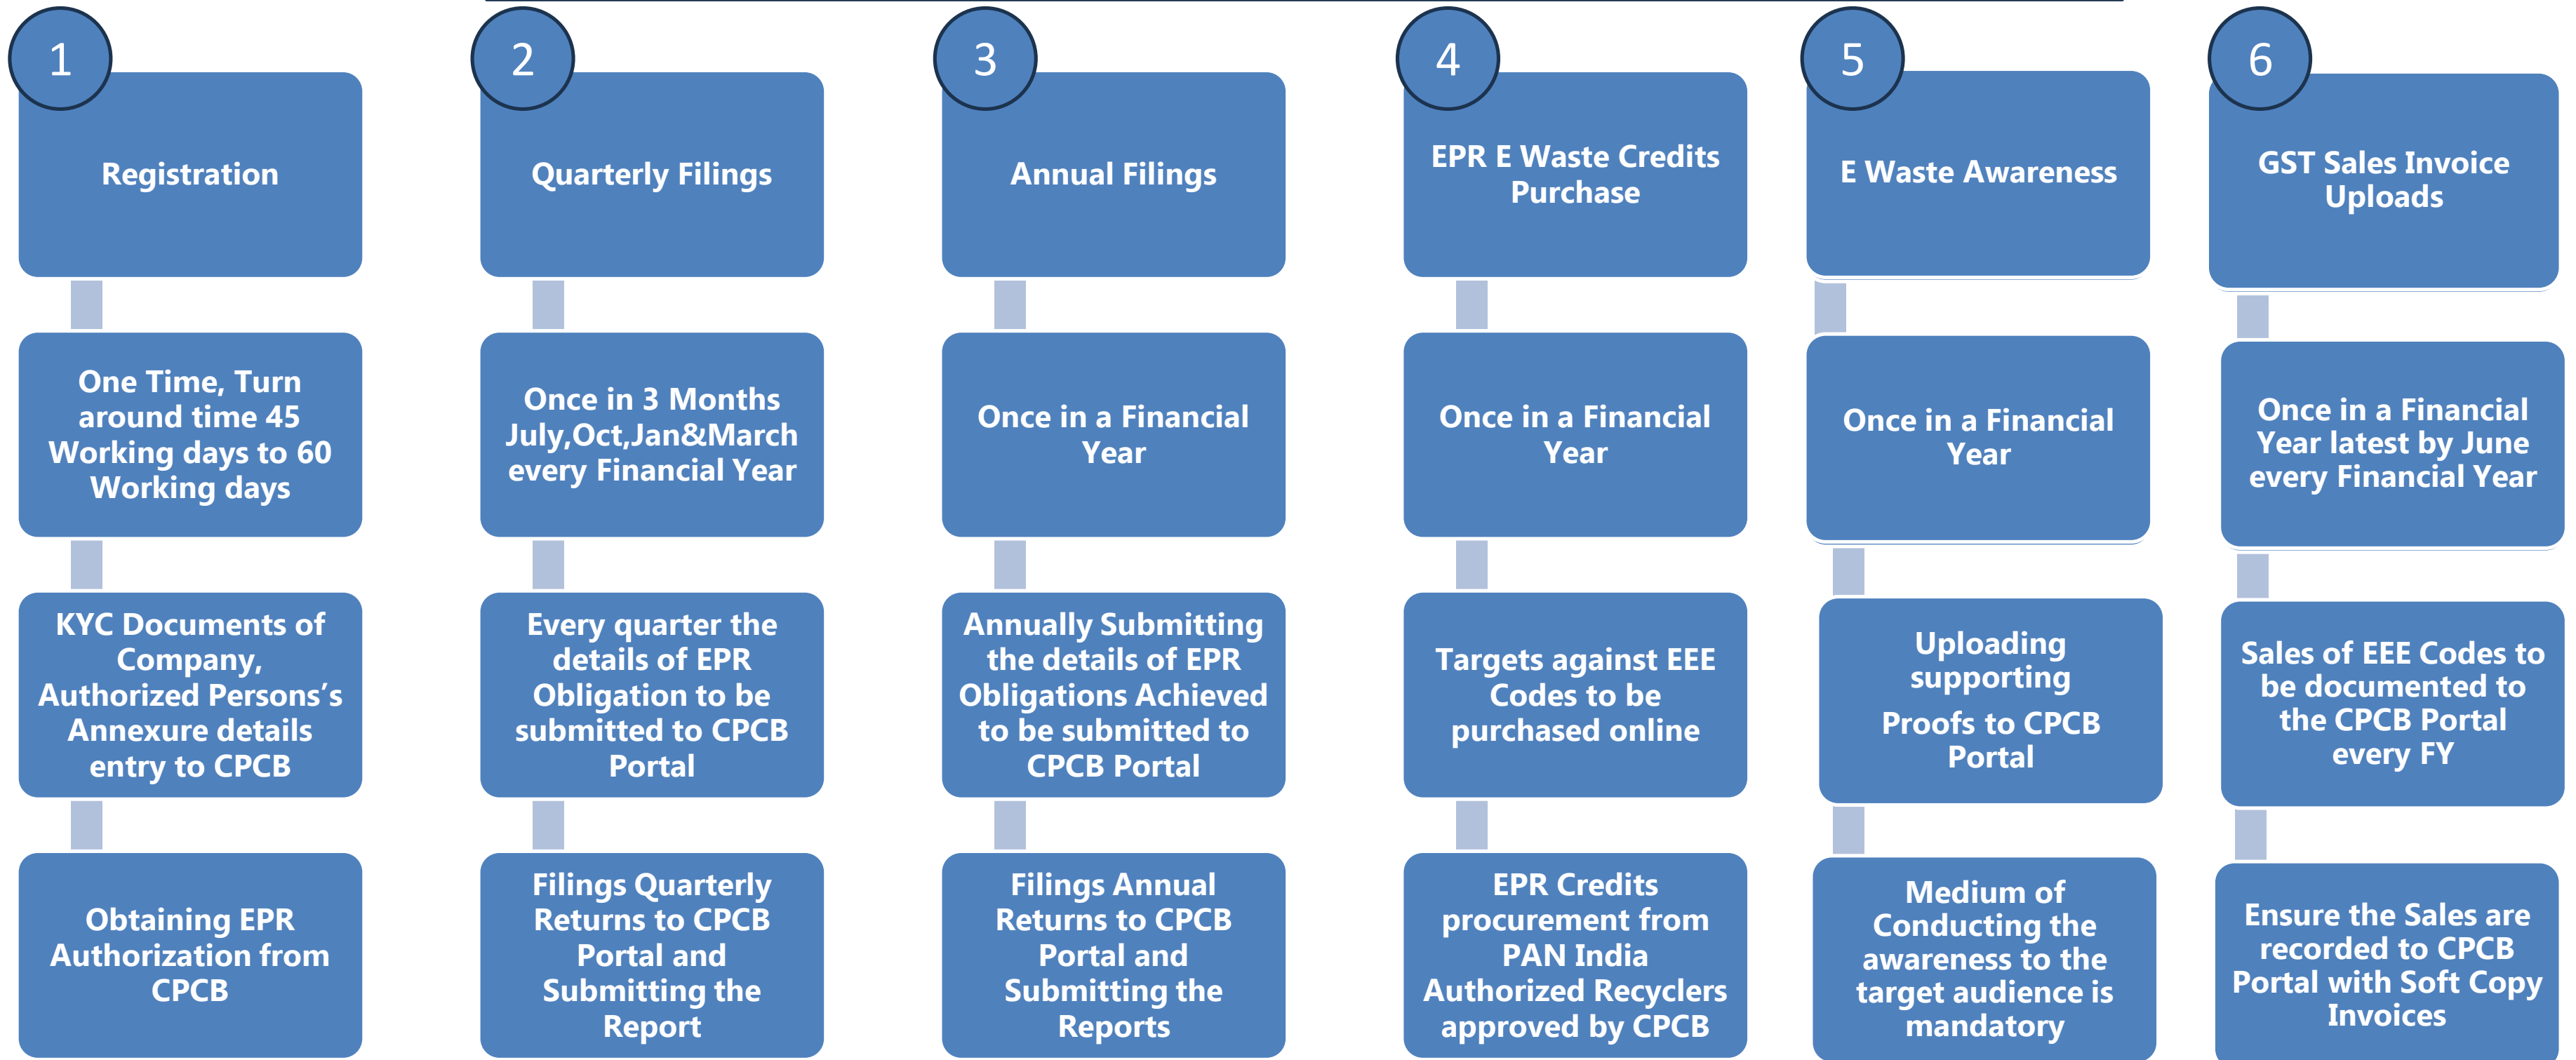 1
Registration
One Time, Turn
around time 45
Working days to 60
Working days
KYC Documents of
Company,
Authorized Persons’s
Annexure details
entry to CPCB
Obtaining EPR
Authorization from
CPCB
2
Quarterly Filings
Once in 3 Months
July,Oct,Jan&March
every Financial Year
Every quarter the
details of EPR
Obligation to be
submitted to CPCB
Portal
Filings Quarterly
Returns to CPCB
Portal and
Submitting the
Report
3
Annual Filings
Once in a Financial
Year
Annually Submitting
the details of EPR
Obligations Achieved
to be submitted to
CPCB Portal
Filings Annual
Returns to CPCB
Portal and
Submitting the
Reports
4
EPR E Waste Credits
Purchase
Once in a Financial
Year
Targets against EEE
Codes to be
purchased online
EPR Credits
procurement from
PAN India
Authorized Recyclers
approved by CPCB
5
E Waste Awareness
Once in a Financial
Year
Uploading
supporting
Proofs to CPCB
Portal
Medium of
Conducting the
awareness to the
target audience is
mandatory
6
GST Sales Invoice
Uploads
Once in a Financial
Year latest by June
every Financial Year
Sales of EEE Codes to
be documented to
the CPCB Portal
every FY
Ensure the Sales are
recorded to CPCB
Portal with Soft Copy
Invoices